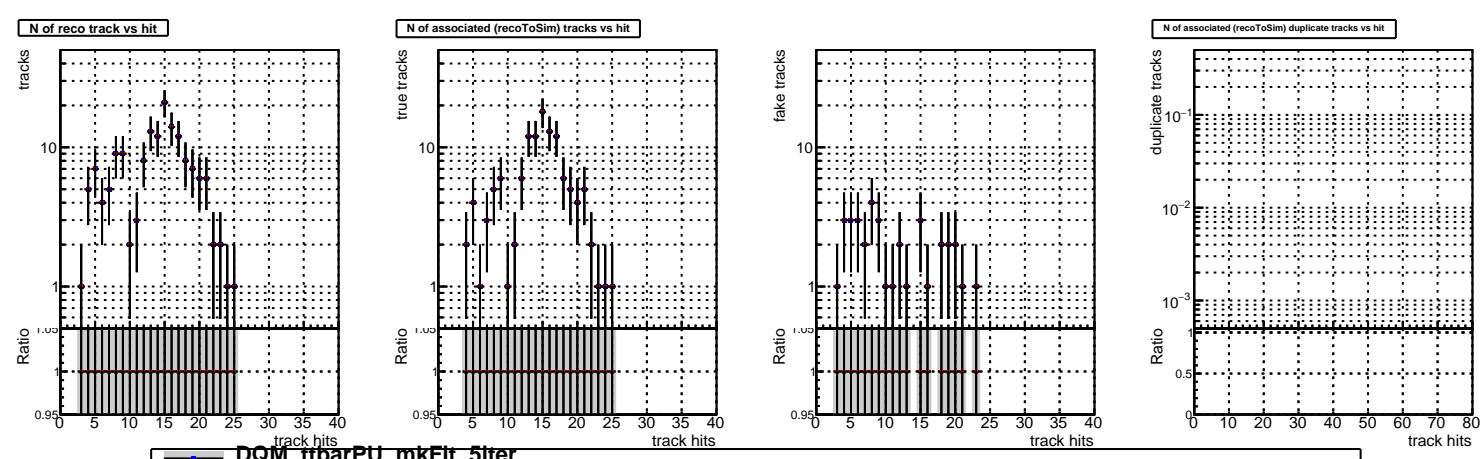 N of reco track vs hit
tracks
10
1
1.05
Ratio
1
0.95
0 5 10 15 20 25 30 35 40
track hits
N of associated (recoToSim) tracks vs hit
true tracks
10
1
1.05
Ratio
1
0.95
0 5 10 15 20 25 30 35 40
track hits
fake tracks
10
1
1.05
Ratio
1
0.95
0 5 10 15 20 25 30 35 40
track hits
N of associated (recoToSim) duplicate tracks vs hit
duplicate tracks
10⁻¹
10⁻²
10⁻³
Ratio
1
0.5
0
0 10 20 30 40 50 60 70 80
track hits
DQM_ttbarPU_mkFit_5iter